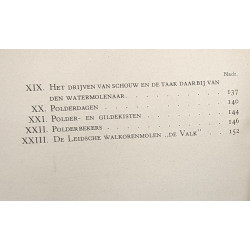 Bladz.
XIX. Het drijven van schouw en de taak daarbij van
den watermolenaar 137
XX. Polderdagen 140
XXI. Polder- en gildekisten 144
XXII. Polderbekers 146
XXIII. De Leidsche walkorenmolen „de Valk” 152